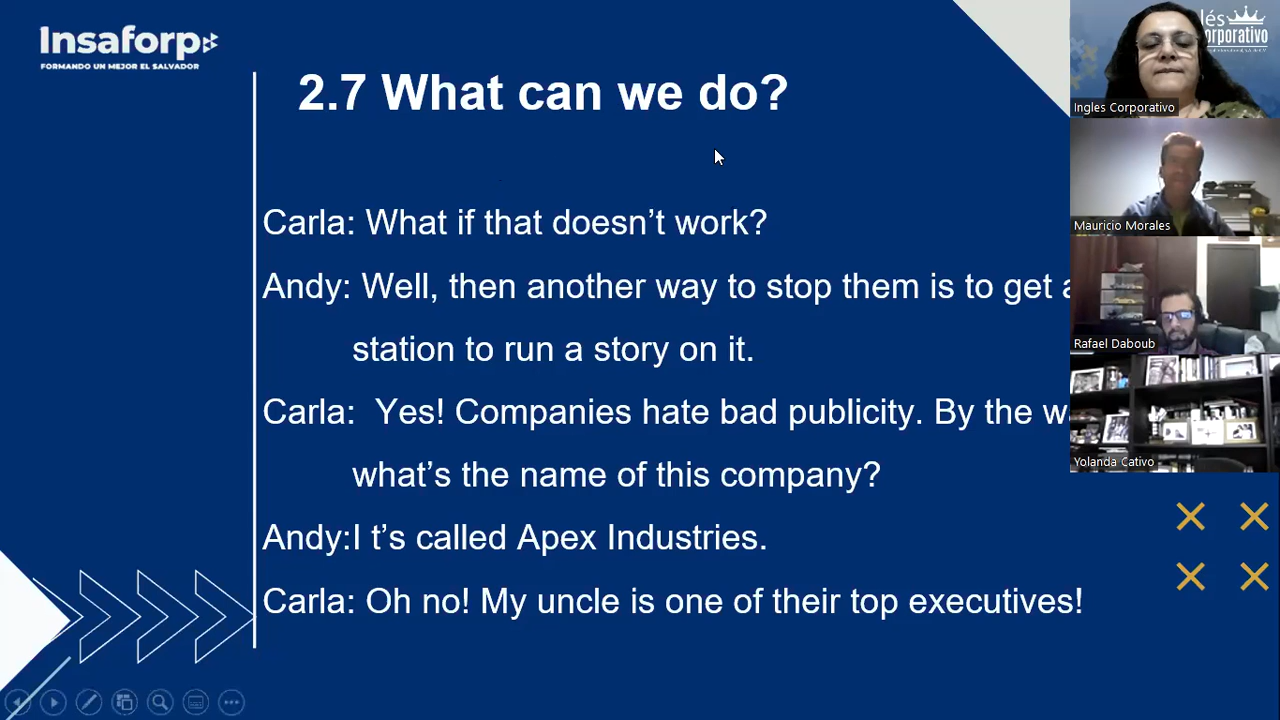 Insaforp
FORMANDO UN MEJOR EL SALVADOR
2.7 What can we do?
Carla: What if that doesn’t work?
Andy: Well, then another way to stop them is to get
station to run a story on it.
Carla: Yes! Companies hate bad publicity. By the
what’s the name of this company?
Andy:I t’s called Apex Industries.
Carla: Oh no! My uncle is one of their top executives!
lés
orporativo
Ingles Corporativo
Mauricio Morales
Rafael Daboub
Yolanda Cativo